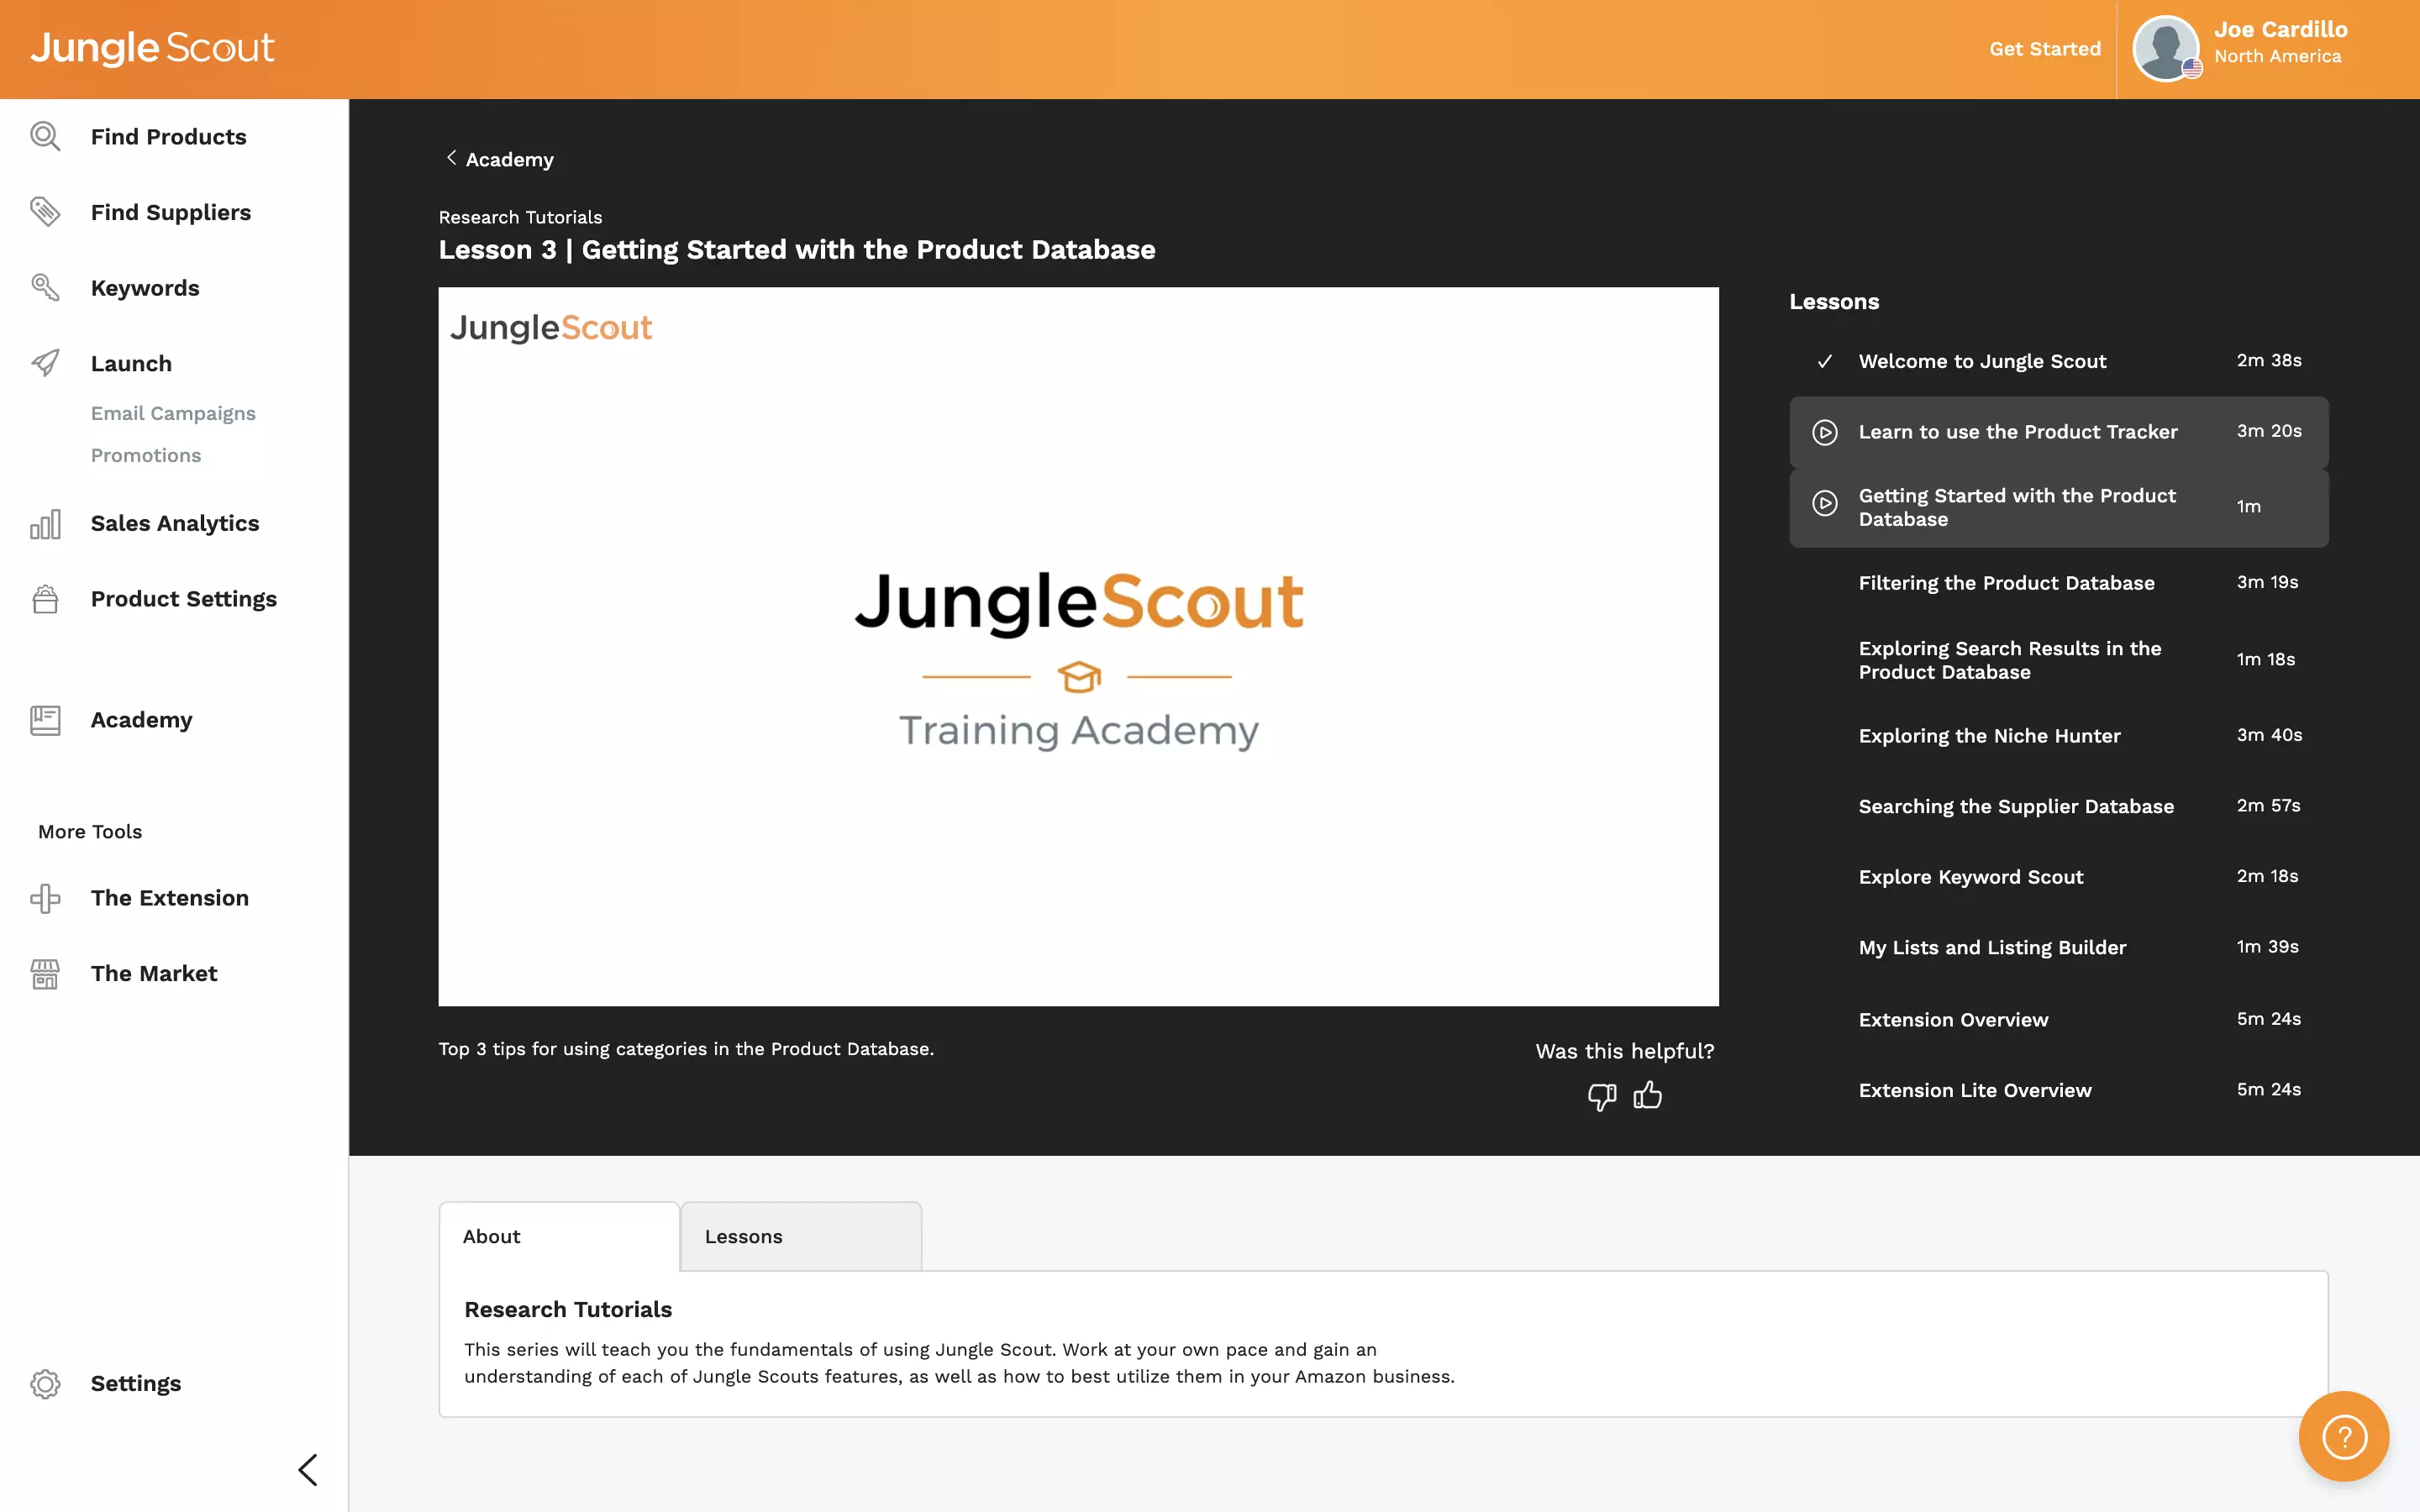 JungleScout
Get Started
Joe Cardillo
North America
Find Products
Find Suppliers
Keywords
Launch
Email Campaigns
Promotions
Sales Analytics
Product Settings
Academy
More Tools
The Extension
The Market
Settings
Academy
Research Tutorials
Lesson 3 | Getting Started with the Product Database
JungleScout
JungleScout
Training Academy
Top 3 tips for using categories in the Product Database.
Was this helpful?
Lessons
Welcome to Jungle Scout 2m 38s
Learn to use the Product Tracker 3m 20s
Getting Started with the Product
Database 1m
Filtering the Product Database 3m 19s
Exploring Search Results in the
Product Database 1m 18s
Exploring the Niche Hunter 3m 40s
Searching the Supplier Database 2m 57s
Explore Keyword Scout 2m 18s
My Lists and Listing Builder 1m 39s
Extension Overview 5m 24s
Extension Lite Overview 5m 24s
About
Lessons
Research Tutorials
This series will teach you the fundamentals of using Jungle Scout. Work at your own pace and gain an
understanding of each of Jungle Scouts features, as well as how to best utilize them in your Amazon business.
?